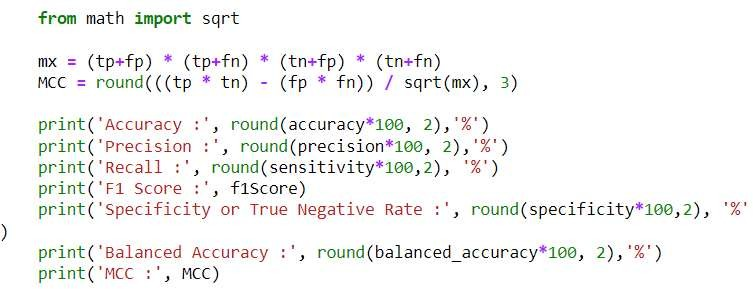 from math import sqrt
mx = (tp+fp) * (tp+fn) * (tn+fp) * (tn+fn)
MCC = round(((tp * tn) - (fp * fn)) / sqrt(mx), 3)
print('Accuracy :', round(accuracy*100, 2),'%')
print('Precision :', round(precision*100, 2),'%')
print('Recall :', round(sensitivity*100,2), '%')
print('F1 Score :', f1Score)
print('Specificity or True Negative Rate :', round(specificity*100,2), '%'
)
print('Balanced Accuracy :', round(balanced_accuracy*100, 2),'%')
print('MCC :', MCC)